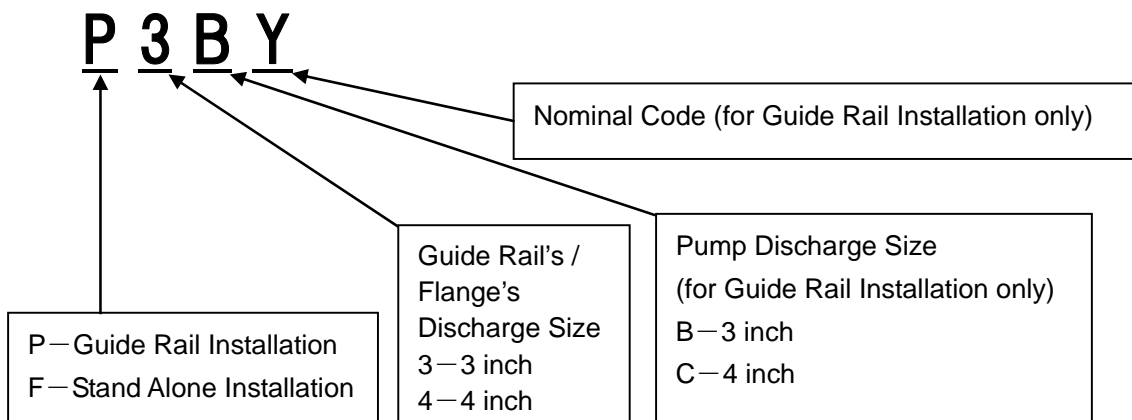 P 3 B Y
Nominal Code (for Guide Rail Installation only)
Pump Discharge Size
(for Guide Rail Installation only)
B－3 inch
C－4 inch
Guide Rail's /
Flange's
Discharge Size
3－3 inch
4－4 inch
P－Guide Rail Installation
F－Stand Alone Installation